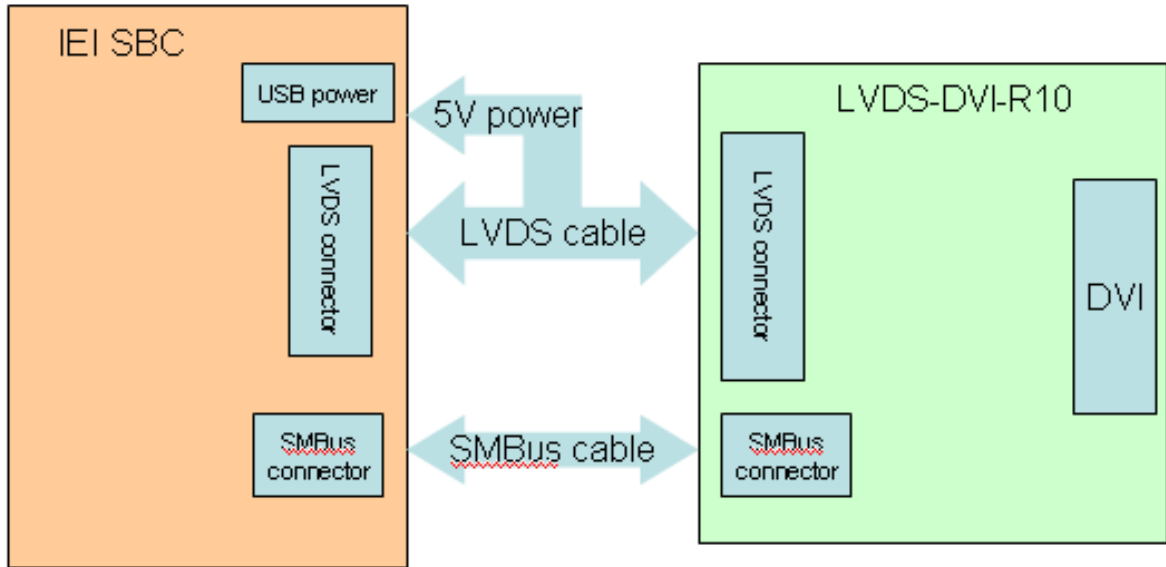 IEI SBC
USB power
LVDS connector
SMBus
connector
5V power
LVDS cable
SMBus cable
LVDS-DVI-R10
LVDS connector
SMBus
connector
DVI